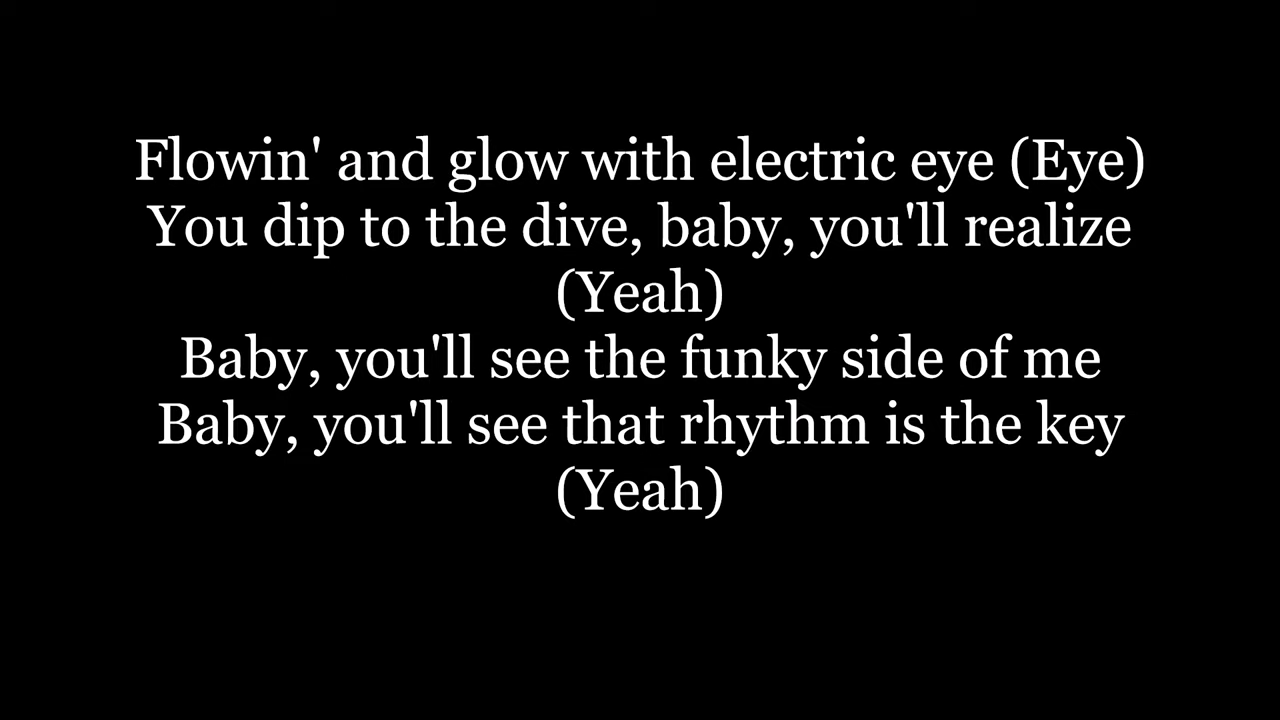 Flowin' and glow with electric eye (Eye)
You dip to the dive, baby, you'll realize
(Yeah)
Baby, you'll see the funky side of me
Baby, you'll see that rhythm is the key
(Yeah)